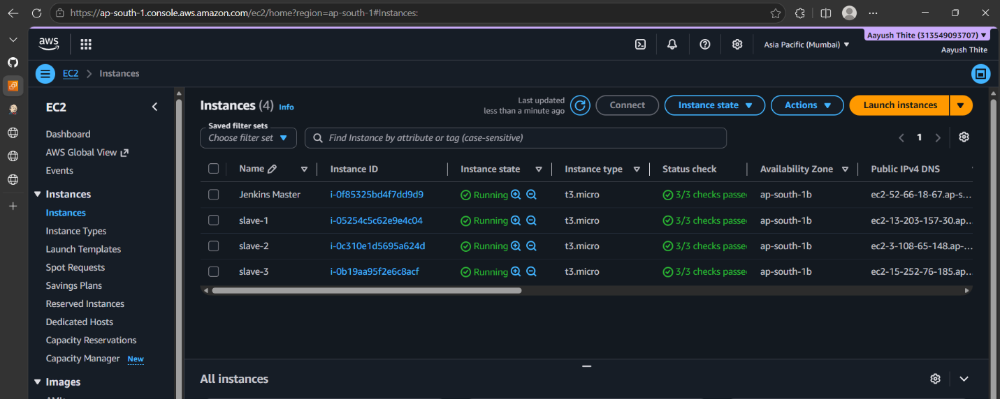 https://ap-south-1.console.aws.amazon.com/ec2/home?region=ap-south-1#Instances:
aws
Asia Pacific (Mumbai)
Aayush Thite (313549093707)
Aayush Thite
EC2 > Instances
EC2
Dashboard
AWS Global View
Events
Instances
Instances
Instance Types
Launch Templates
Spot Requests
Savings Plans
Reserved Instances
Dedicated Hosts
Capacity Reservations
Capacity Manager New
Images
Instances (4) Info
Last updated
less than a minute ago
Connect
Instance state
Actions
Launch instances
Saved filter sets
Choose filter set
Find Instance by attribute or tag (case-sensitive)
1
Name Instance ID Instance state Instance type Status check Availability Zone Public IPv4 DNS
Jenkins Master i-0f85325bd4f7dd9d9 Running t3.micro 3/3 checks passe ap-south-1b ec2-52-66-18-67.ap-s...
slave-1 i-05254c5c62e9e4c04 Running t3.micro 3/3 checks passe ap-south-1b ec2-13-203-157-30.ap...
slave-2 i-0c310e1d5695a624d Running t3.micro 3/3 checks passe ap-south-1b ec2-3-108-65-148.ap-...
slave-3 i-0b19aa95f2e6c8acf Running t3.micro 3/3 checks passe ap-south-1b ec2-15-252-76-185.ap...
All instances